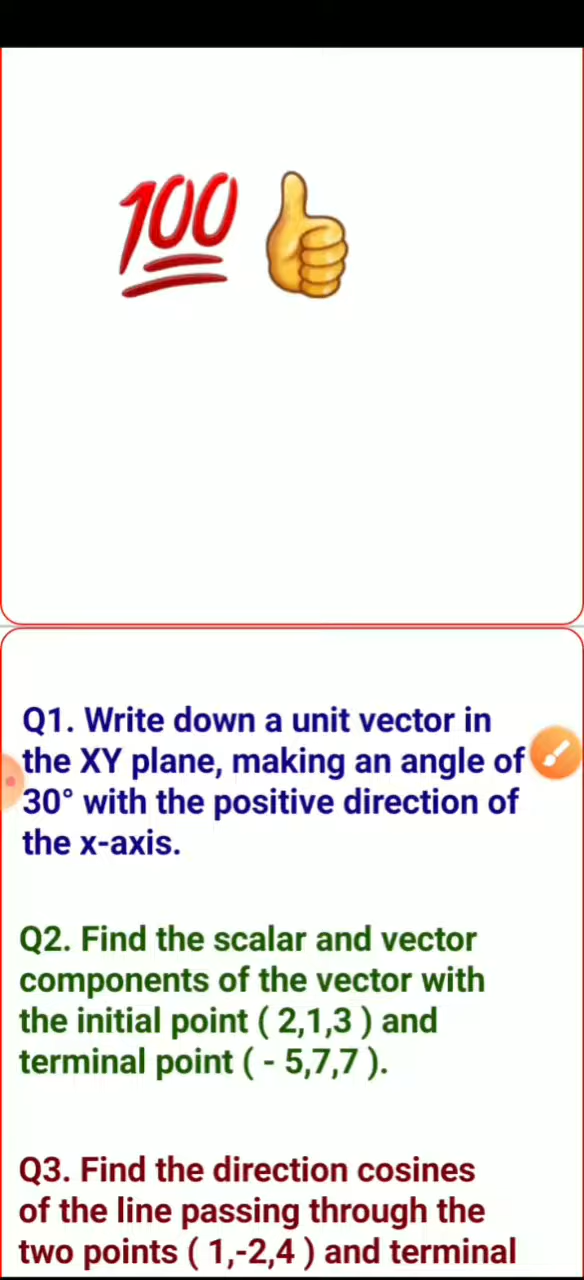 💯👍
Q1. Write down a unit vector in
the XY plane, making an angle of
30° with the positive direction of
the x-axis.
Q2. Find the scalar and vector
components of the vector with
the initial point ( 2,1,3 ) and
terminal point ( - 5,7,7 ).
Q3. Find the direction cosines
of the line passing through the
two points ( 1,-2,4 ) and terminal